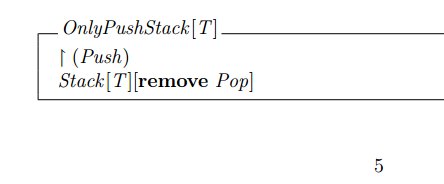 OnlyPushStack[T]
↾ (Push)
Stack[T][remove Pop]
5